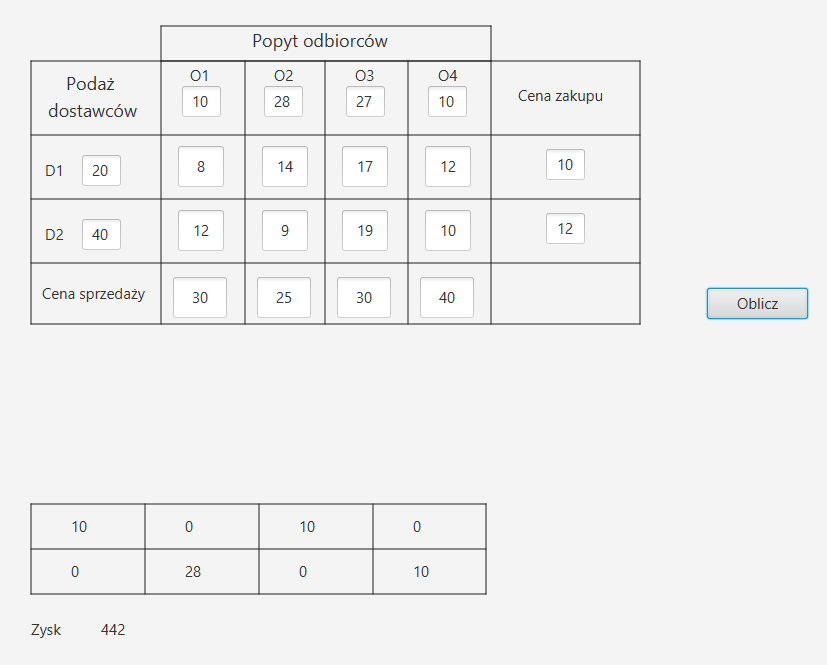 Popyt odbiorców
Podaż dostawców
O1 O2 O3 O4
10 28 27 10
Cena zakupu
D1 20 8 14 17 12 10
D2 40 12 9 19 10 12
Cena sprzedaży 30 25 30 40
Oblicz
10 0 10 0
0 28 0 10
Zysk 442